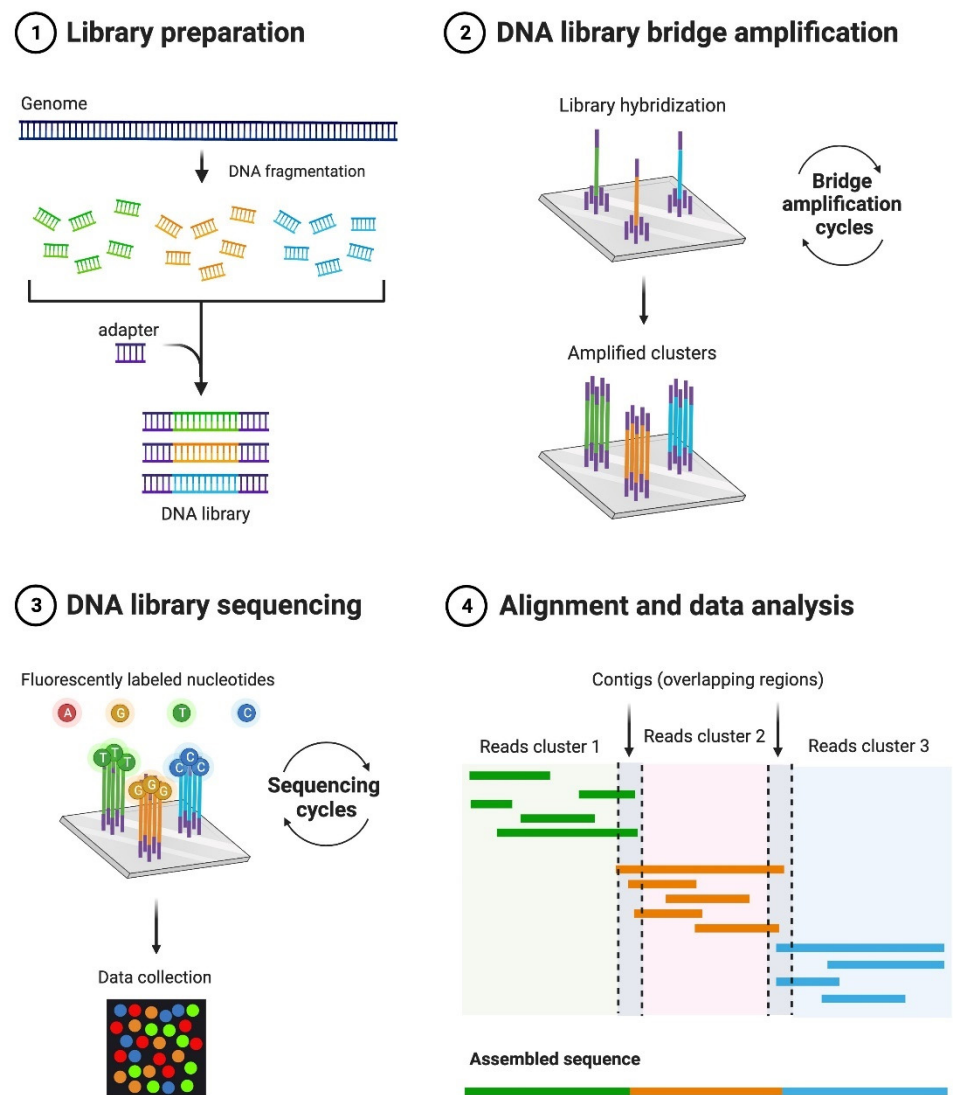 1 Library preparation
Genome
DNA fragmentation
adapter
DNA library
2 DNA library bridge amplification
Library hybridization
Bridge
amplification
cycles
Amplified clusters
3 DNA library sequencing
Fluorescently labeled nucleotides
A G T C
T T T
G G G
C C C
Sequencing
cycles
Data collection
4 Alignment and data analysis
Contigs (overlapping regions)
Reads cluster 1 Reads cluster 2 Reads cluster 3
Assembled sequence